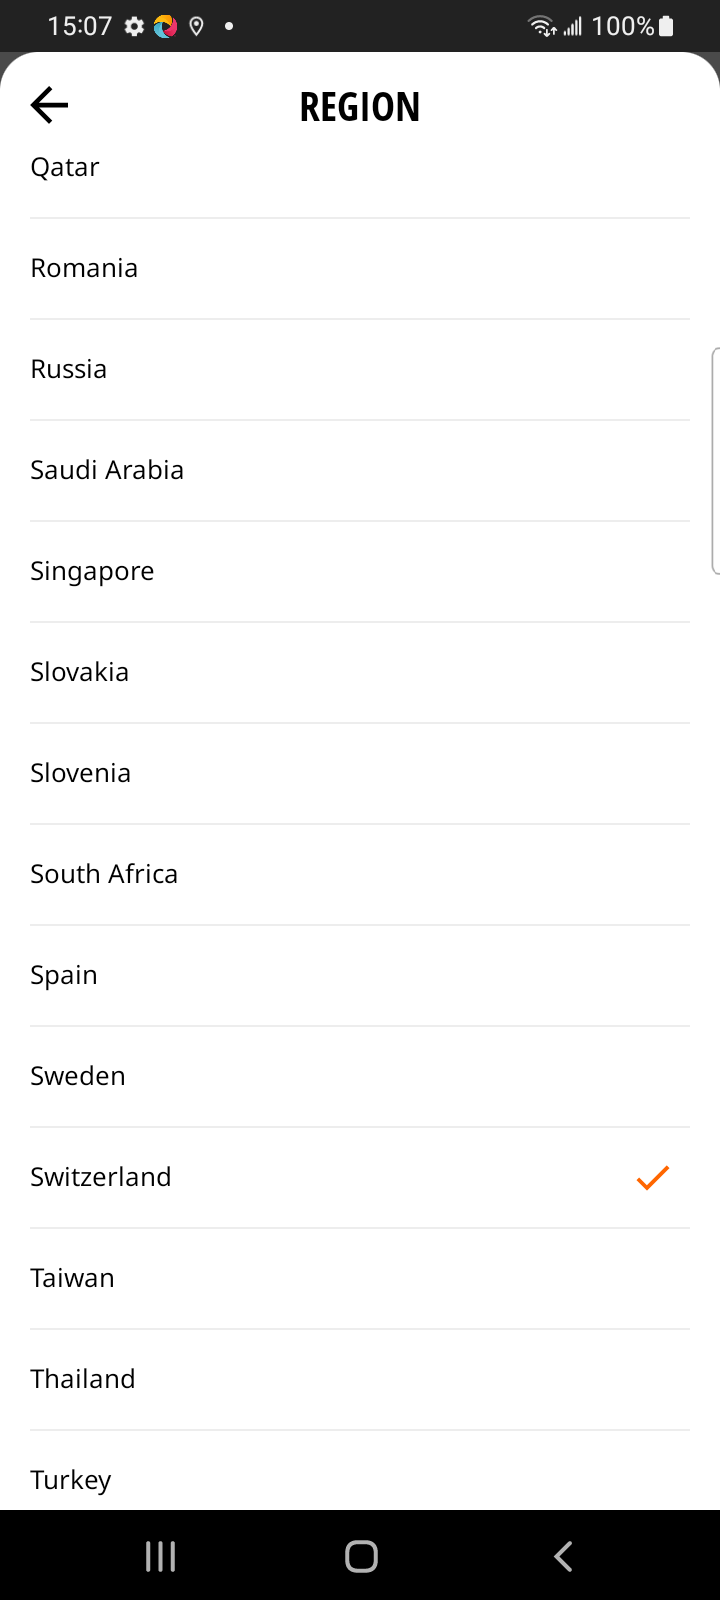 15:07
100%
REGION
Qatar
Romania
Russia
Saudi Arabia
Singapore
Slovakia
Slovenia
South Africa
Spain
Sweden
Switzerland
Taiwan
Thailand
Turkey